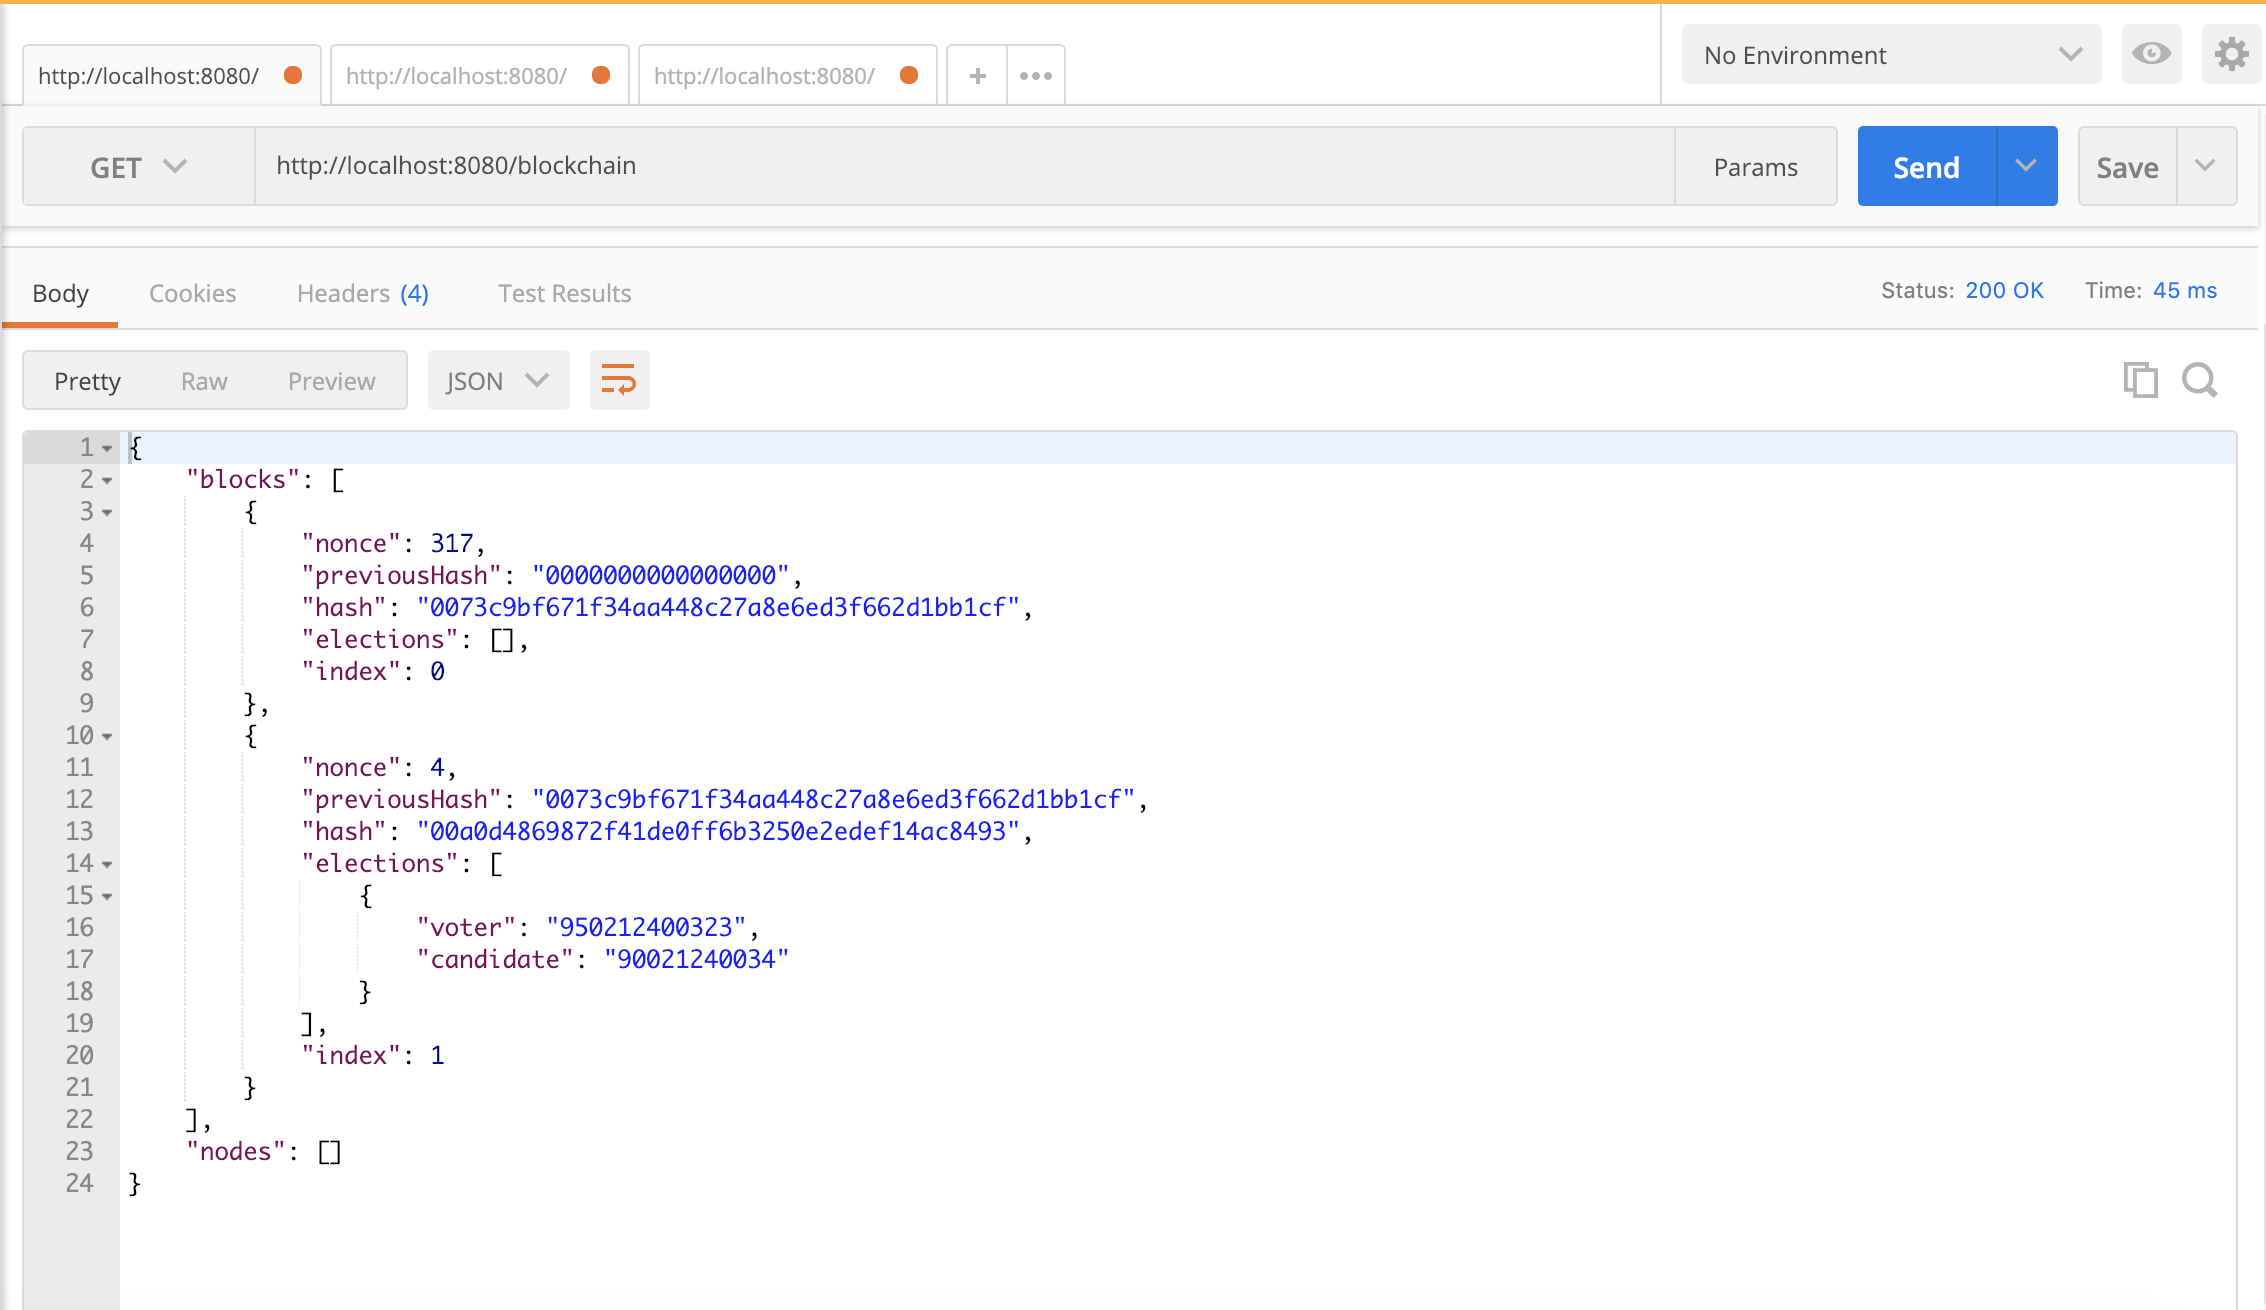 http://localhost:8080/ http://localhost:8080/ http://localhost:8080/ + •••
No Environment
GET http://localhost:8080/blockchain Params Send Save
Body Cookies Headers (4) Test Results Status: 200 OK Time: 45 ms
Pretty Raw Preview JSON
1 {
2 "blocks": [
3 {
4 "nonce": 317,
5 "previousHash": "0000000000000000",
6 "hash": "0073c9bf671f34aa448c27a8e6ed3f662d1bb1cf",
7 "elections": [],
8 "index": 0
9 },
10 {
11 "nonce": 4,
12 "previousHash": "0073c9bf671f34aa448c27a8e6ed3f662d1bb1cf",
13 "hash": "00a0d4869872f41de0ff6b3250e2edef14ac8493",
14 "elections": [
15 {
16 "voter": "950212400323",
17 "candidate": "90021240034"
18 }
19 ],
20 "index": 1
21 }
22 ],
23 "nodes": []
24 }